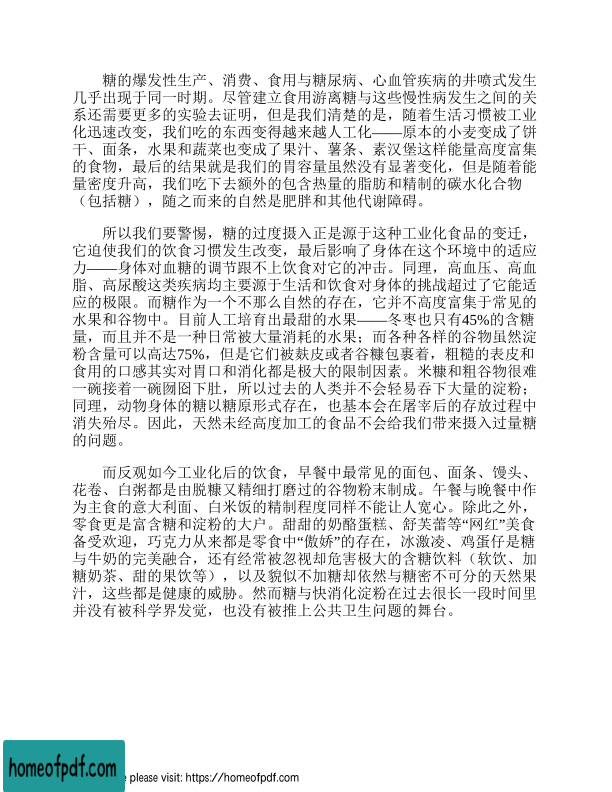 糖的爆发性生产、消费、食用与糖尿病、心血管疾病的井喷式发生
几乎出现于同一时期。尽管建立食用游离糖与这些慢性病发生之间的关
系还需要更多的实验去证明，但是我们清楚的是，随着生活习惯被工业
化迅速改变，我们吃的东西变得越来越人工化——原本的小麦变成了饼
干、面条，水果和蔬菜也变成了果汁、薯条、素汉堡这样能量高度富集
的食物，最后的结果就是我们的胃容量虽然没有显著变化，但是随着能
量密度升高，我们吃下去额外的包含热量的脂肪和精制的碳水化合物
（包括糖），随之而来的自然是肥胖和其他代谢障碍。
所以我们要警惕，糖的过度摄入正是源于这种工业化食品的变迁，
它迫使我们的饮食习惯发生改变，最后影响了身体在这个环境中的适应
力——身体对血糖的调节跟不上饮食对它的冲击。同理，高血压、高血
脂、高尿酸这类疾病均主要源于生活和饮食对身体的挑战超过了它能适
应的极限。而糖作为一个不那么自然的存在，它并不高度富集于常见的
水果和谷物中。目前人工培育出最甜的水果——冬枣也只有45%的含糖
量，而且并不是一种日常被大量消耗的水果；而各种各样的谷物虽然淀
粉含量可以高达75%，但是它们被麸皮或者谷糠包裹着，粗糙的表皮和
食用的口感其实对胃口和消化都是极大的限制因素。米糠和粗谷物很难
一碗接着一碗囫囵下肚，所以过去的人类并不会轻易吞下大量的淀粉；
同理，动物身体的糖以糖原形式存在，也基本会在屠宰后的存放过程中
消失殆尽。因此，天然未经高度加工的食品不会给我们带来摄入过量糖
的问题。
而反观如今工业化后的饮食，早餐中最常见的面包、面条、馒头、
花卷、白粥都是由脱糠又精细打磨过的谷物粉末制成。午餐与晚餐中作
为主食的意大利面、白米饭的精制程度同样不能让人宽心。除此之外，
零食更是富含糖和淀粉的大户。甜甜的奶酪蛋糕、舒芙蕾等“网红”美食
备受欢迎，巧克力从来都是零食中“傲娇”的存在，冰激凌、鸡蛋仔是糖
与牛奶的完美融合，还有经常被忽视却危害极大的含糖饮料（软饮、加
糖奶茶、甜的果饮等），以及貌似不加糖却依然与糖密不可分的天然果
汁，这些都是健康的威胁。然而糖与快消化淀粉在过去很长一段时间里
并没有被科学界发觉，也没有被推上公共卫生问题的舞台。
homeofpdf.com
please visit: https://homeofpdf.com